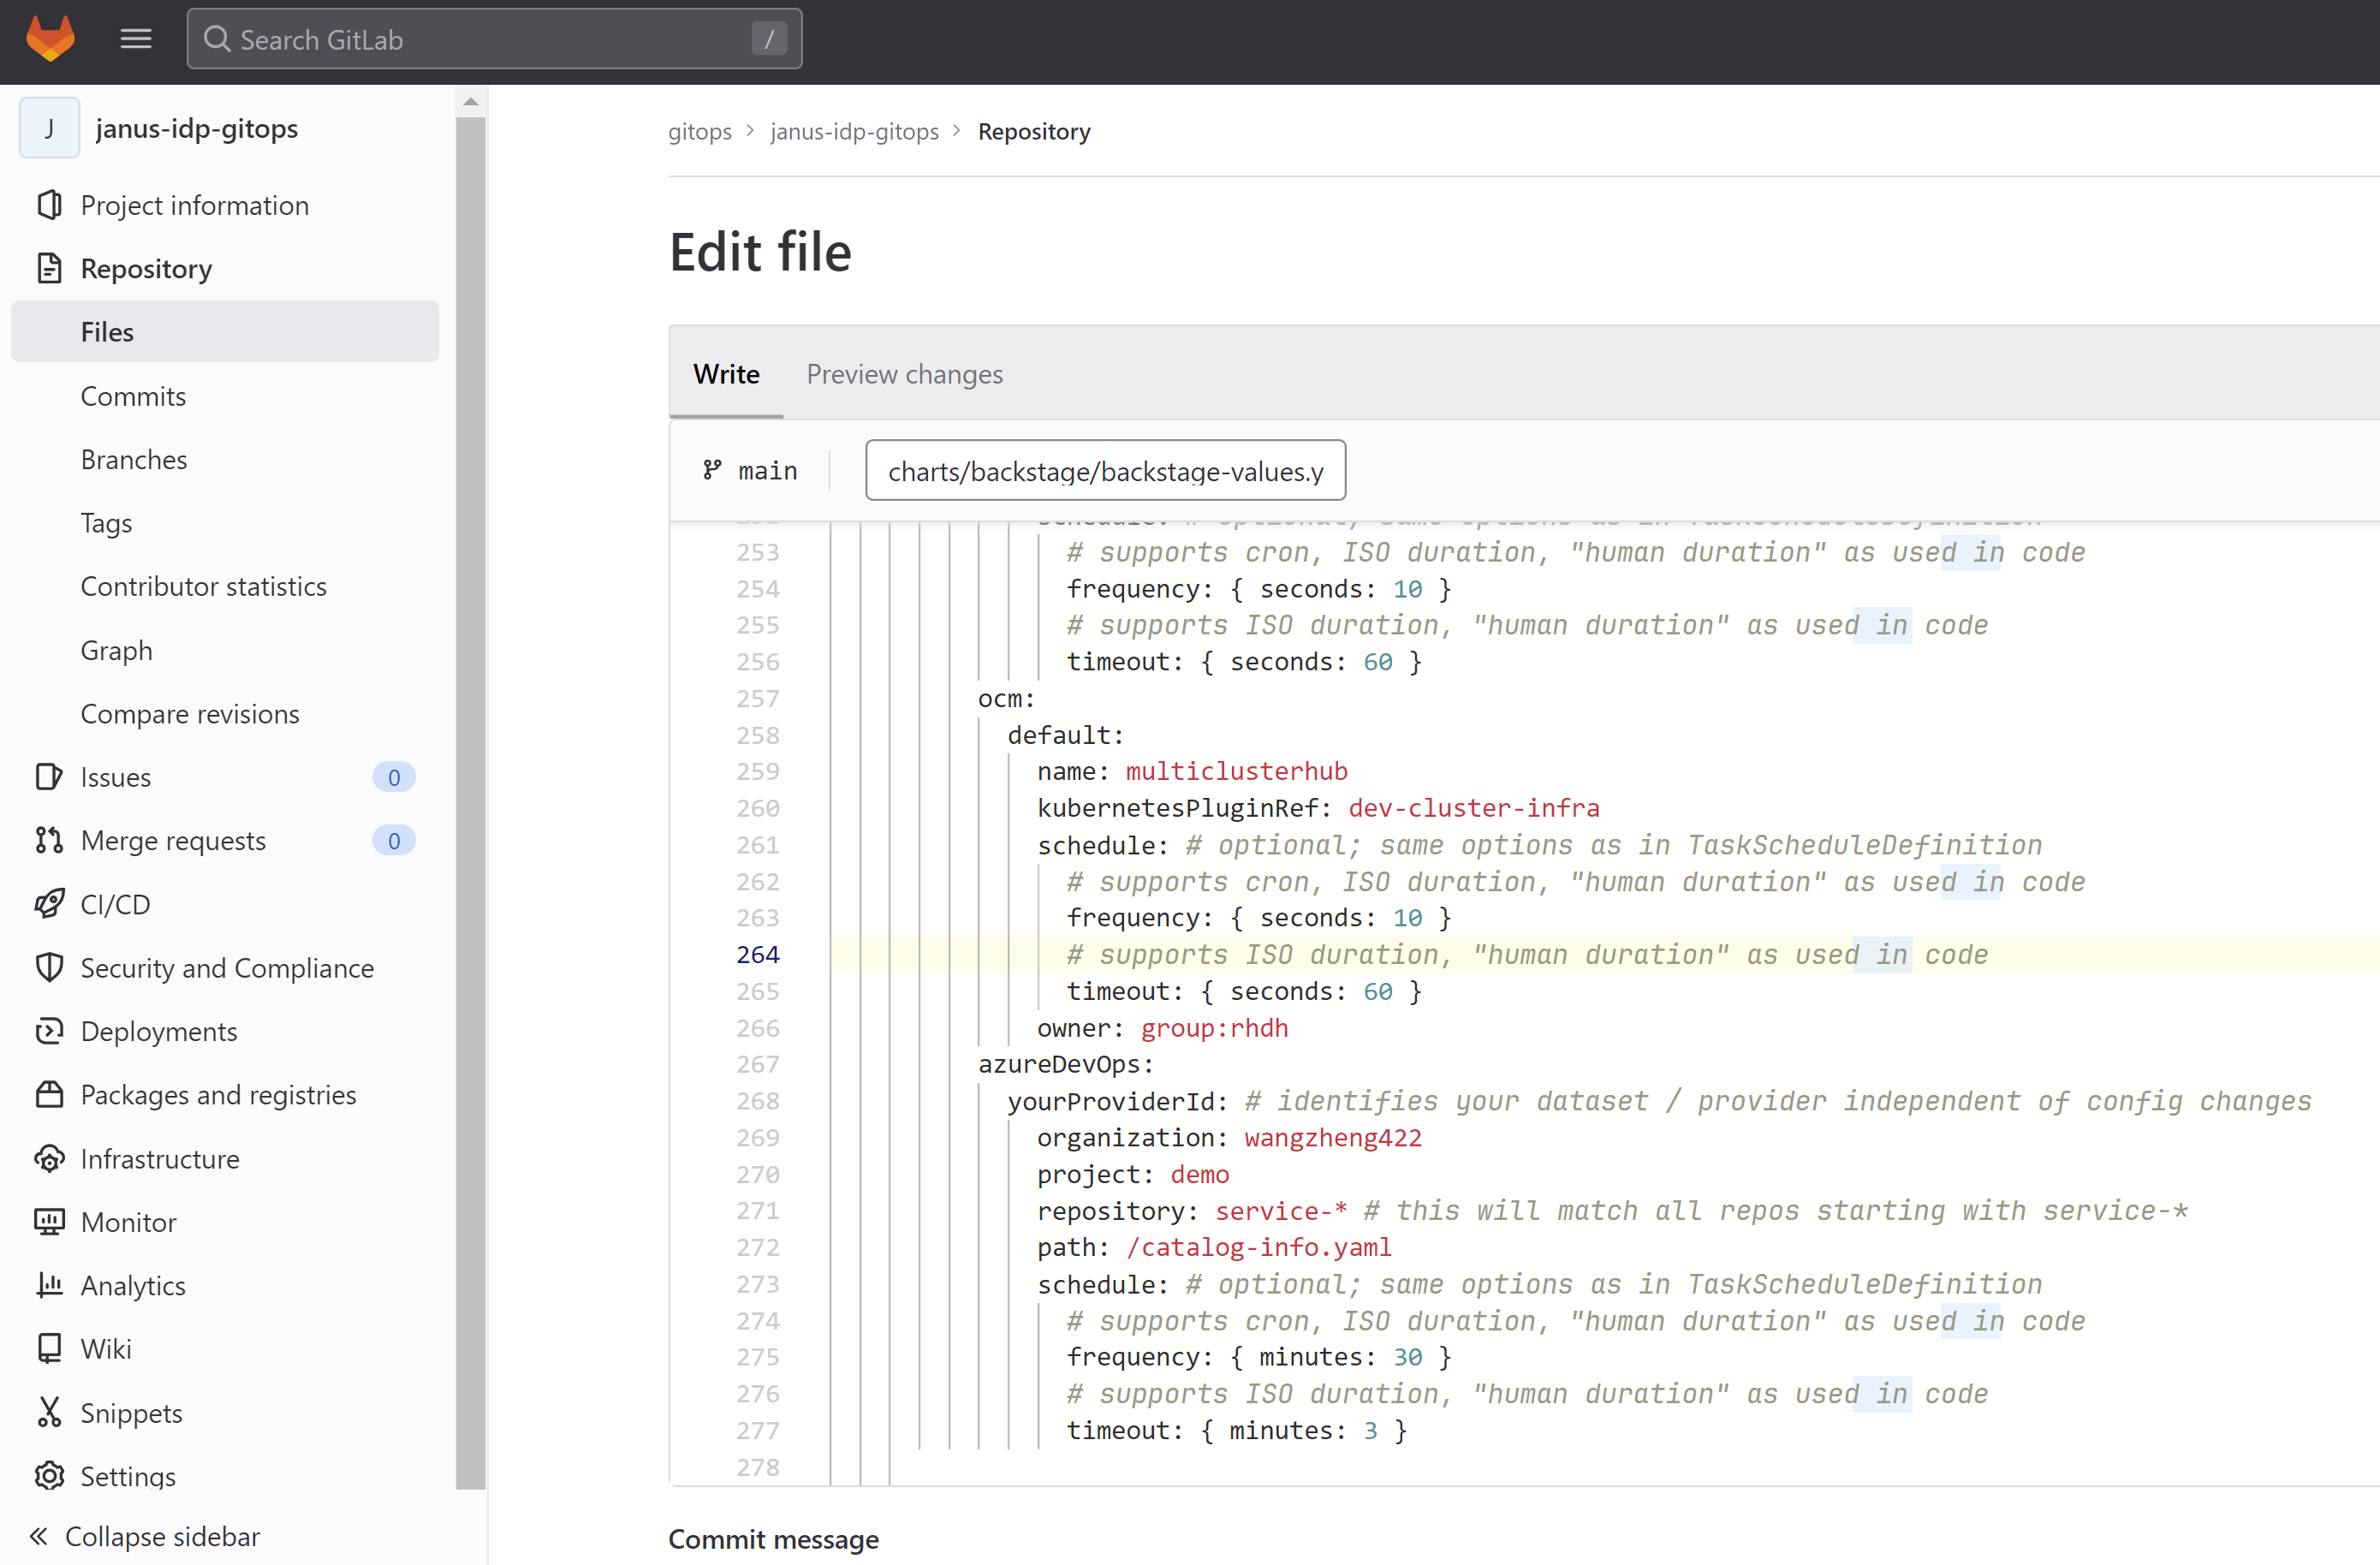 Search GitLab /
J janus-idp-gitops
Project information
Repository
Files
Commits
Branches
Tags
Contributor statistics
Graph
Compare revisions
Issues 0
Merge requests 0
CI/CD
Security and Compliance
Deployments
Packages and registries
Infrastructure
Monitor
Analytics
Wiki
Snippets
Settings
Collapse sidebar
gitops > janus-idp-gitops > Repository
Edit file
Write Preview changes
main charts/backstage/backstage-values.y
252 schedule: # optional; same options as in TaskScheduleDefinition
253 # supports cron, ISO duration, "human duration" as used in code
254 frequency: { seconds: 10 }
255 # supports ISO duration, "human duration" as used in code
256 timeout: { seconds: 60 }
257 ocm:
258 default:
259 name: multiclusterhub
260 kubernetesPluginRef: dev-cluster-infra
261 schedule: # optional; same options as in TaskScheduleDefinition
262 # supports cron, ISO duration, "human duration" as used in code
263 frequency: { seconds: 10 }
264 # supports ISO duration, "human duration" as used in code
265 timeout: { seconds: 60 }
266 owner: group:rhdh
267 azureDevOps:
268 yourProviderId: # identifies your dataset / provider independent of config changes
269 organization: wangzheng422
270 project: demo
271 repository: service-* # this will match all repos starting with service-*
272 path: /catalog-info.yaml
273 schedule: # optional; same options as in TaskScheduleDefinition
274 # supports cron, ISO duration, "human duration" as used in code
275 frequency: { minutes: 30 }
276 # supports ISO duration, "human duration" as used in code
277 timeout: { minutes: 3 }
278
Commit message